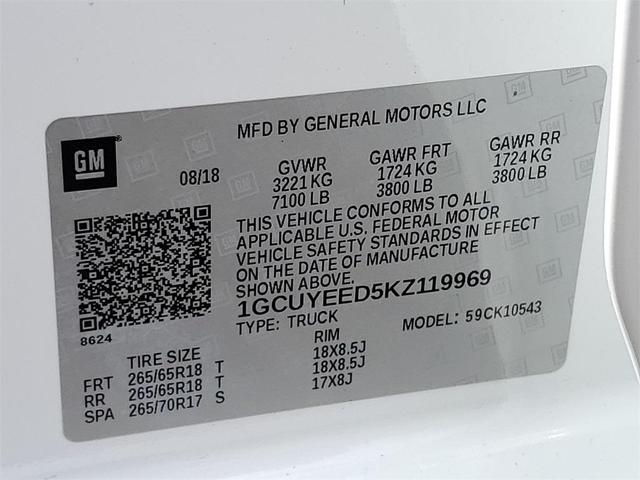 MFD BY GENERAL MOTORS LLC
GM
08/18
GVWR
3221 KG
7100 LB
GAWR FRT
1724 KG
3800 LB
GAWR RR
1724 KG
3800 LB
THIS VEHICLE CONFORMS TO ALL
APPLICABLE U.S. FEDERAL MOTOR
VEHICLE SAFETY STANDARDS IN EFFECT
ON THE DATE OF MANUFACTURE
SHOWN ABOVE.
1GCUYEED5KZ119969
TYPE: TRUCK
MODEL: 59CK10543
8624
TIRE SIZE RIM
FRT 265/65R18 T 18X8.5J
RR 265/65R18 T 18X8.5J
SPA 265/70R17 S 17X8J